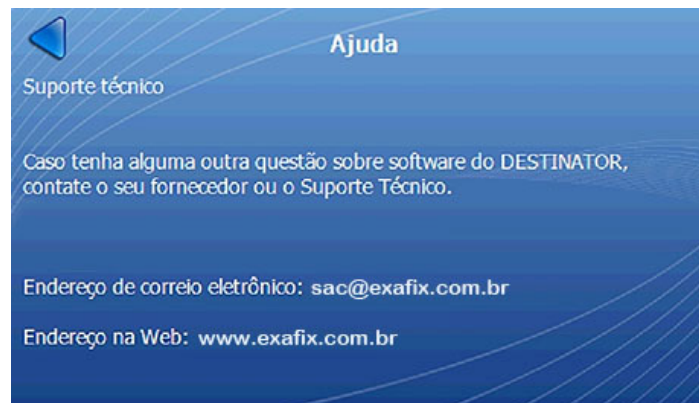 Ajuda
Suporte técnico
Caso tenha alguma outra questão sobre software do DESTINATOR,
contate o seu fornecedor ou o Suporte Técnico.
Endereço de correio eletrônico: sac@exafix.com.br
Endereço na Web: www.exafix.com.br